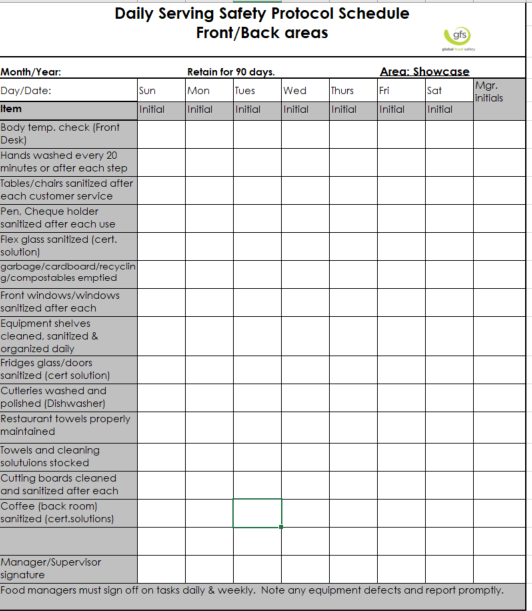 Daily Serving Safety Protocol Schedule
Front/Back areas
gfs
global food safety
Month/Year:
Retain for 90 days.
Area: Showcase
Day/Date:
Sun
Mon
Tues
Wed
Thurs
Fri
Sat
Mgr.
initials
Item
Initial
Initial
Initial
Initial
Initial
Initial
Initial
Body temp. check (Front
Desk)
Hands washed every 20
minutes or after each step
Tables/chairs sanitized after
each customer service
Pen, Cheque holder
sanitized after each use
Flex glass sanitized (cert.
solution)
garbage/cardboard/recyclin
g/compostables emptied
Front windows/windows
sanitized after each
Equipment shelves
cleaned, sanitized &
organized daily
Fridges glass/doors
sanitized (cert solution)
Cutleries washed and
polished (Dishwasher)
Restaurant towels properly
maintained
Towels and cleaning
solutuions stocked
Cutting boards cleaned
and sanitized after each
Coffee (back room)
sanitized (cert.solutions)
Manager/Supervisor
signature
Food managers must sign off on tasks daily & weekly. Note any equipment defects and report promptly.